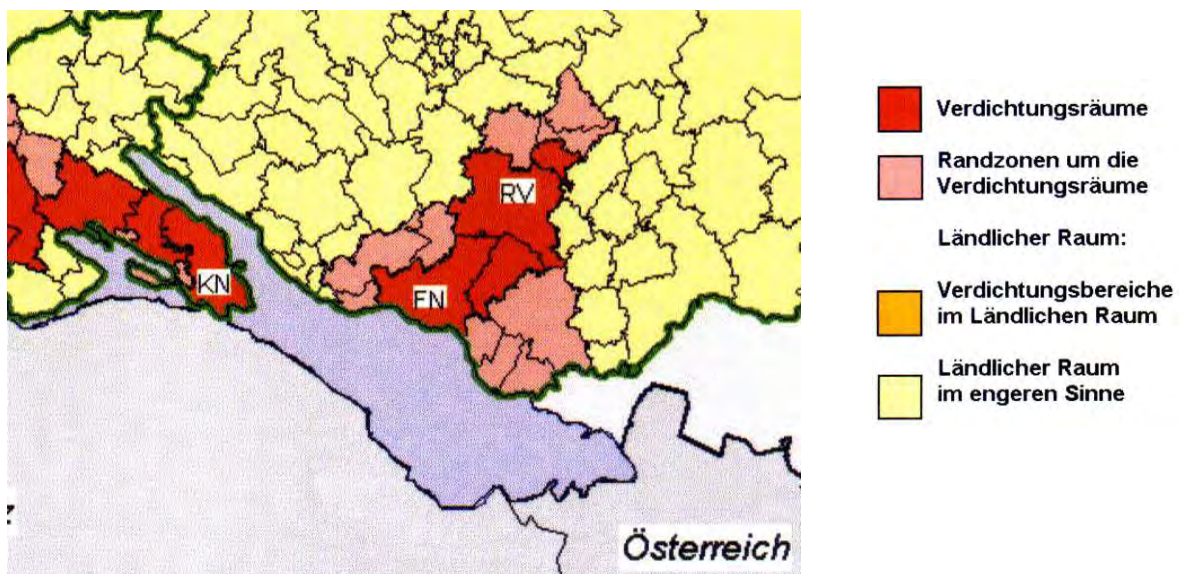 RV
KN
FN
Österreich
Verdichtungsräume
Randzonen um die
Verdichtungsräume
Ländlicher Raum:
Verdichtungsbereiche
im Ländlichen Raum
Ländlicher Raum
im engeren Sinne